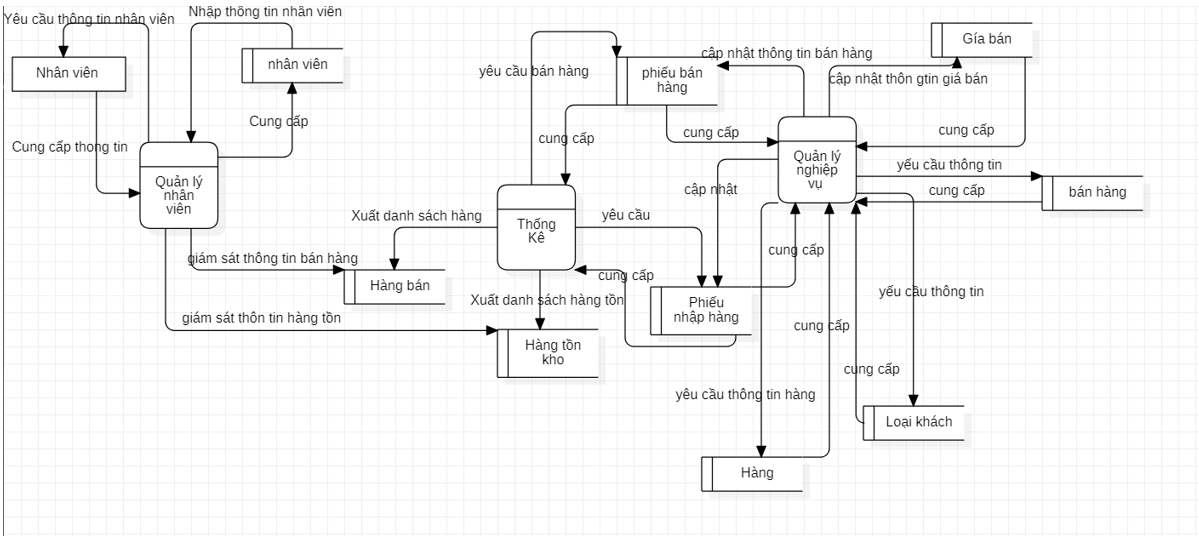 Yêu cầu thông tin nhân viên
Nhập thông tin nhân viên
Nhân viên
nhân viên
Cung cấp
Cung cấp thong tin
Quản lý
nhân
viên
giám sát thông tin bán hàng
giám sát thôn tin hàng tồn
yêu cầu bán hàng
phiếu bán
hàng
cung cấp
cung cấp
cập nhật thông tin bán hàng
Gía bán
cập nhật thôn gtin giá bán
cung cấp
Quản lý
nghiệp
vụ
yếu cầu thông tin
cung cấp
bán hàng
cập nhật
Thống
Kê
Xuất danh sách hàng
yêu cầu
Hàng bán
cung cấp
cung cấp
Xuất danh sách hàng tồn
Phiếu
nhập hàng
yếu cầu thông tin
Hàng tồn
kho
cung cấp
cung cấp
yêu cầu thông tin hàng
Loại khách
Hàng